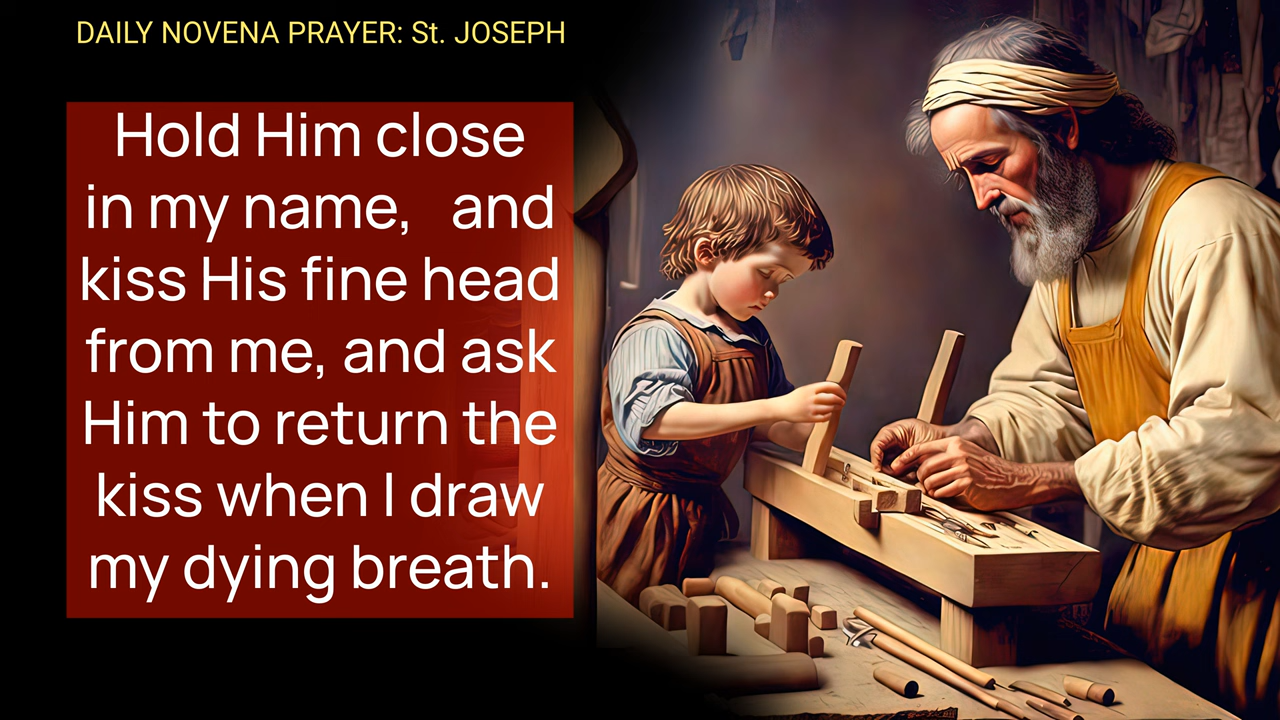 DAILY NOVENA PRAYER: St. JOSEPH
Hold Him close
in my name, and
kiss His fine head
from me, and ask
Him to return the
kiss when I draw
my dying breath.